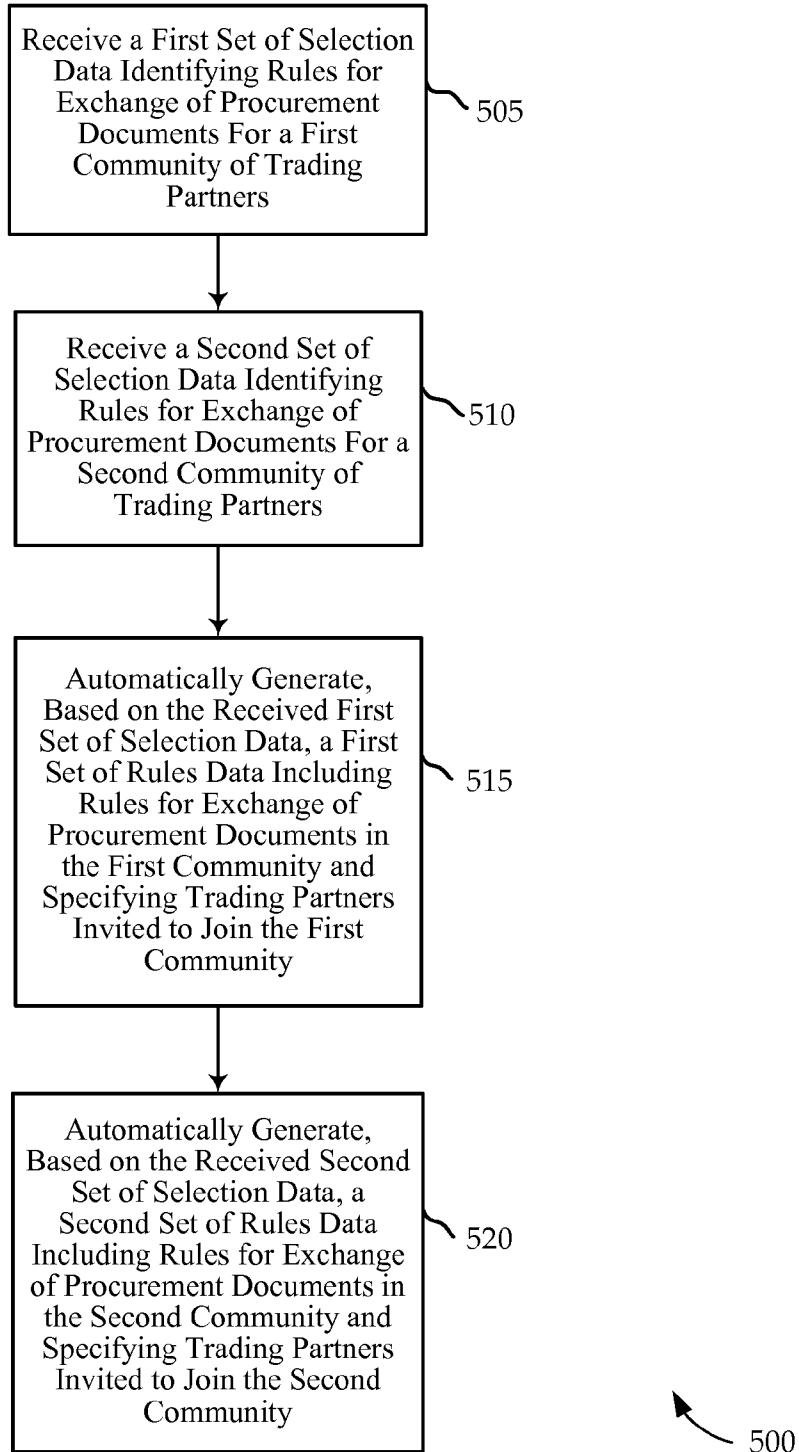 Receive a First Set of Selection
Data Identifying Rules for
Exchange of Procurement
Documents For a First
Community of Trading
Partners
505
Receive a Second Set of
Selection Data Identifying
Rules for Exchange of
Procurement Documents For a
Second Community of
Trading Partners
510
Automatically Generate,
Based on the Received First
Set of Selection Data, a First
Set of Rules Data Including
Rules for Exchange of
Procurement Documents in
the First Community and
Specifying Trading Partners
Invited to Join the First
Community
515
Automatically Generate,
Based on the Received Second
Set of Selection Data, a
Second Set of Rules Data
Including Rules for Exchange
of Procurement Documents in
the Second Community and
Specifying Trading Partners
Invited to Join the Second
Community
520
500